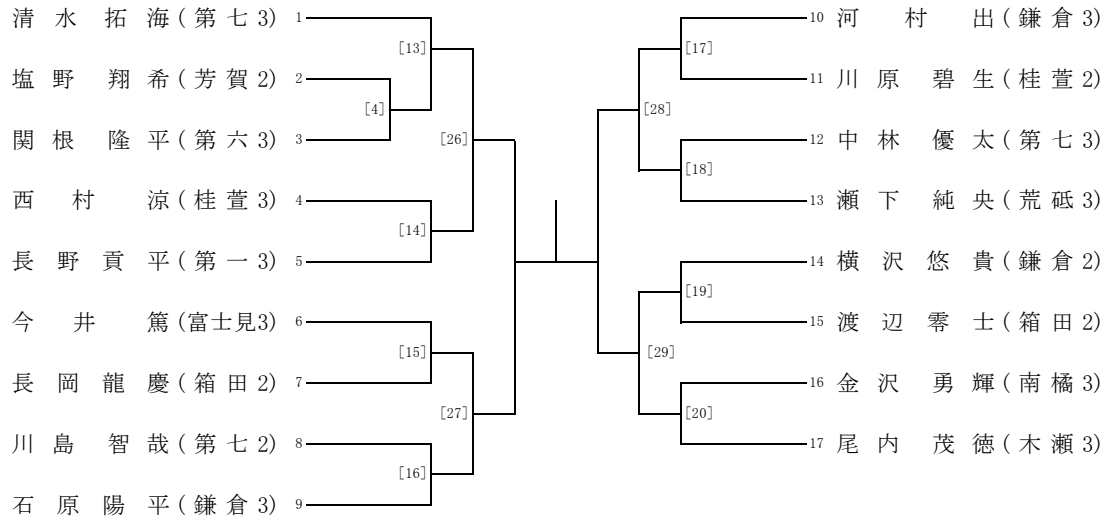 清水拓海(第七3) 1
[13]
塩野翔希(芳賀2) 2
[4]
関根隆平(第六3) 3
[26]
西村涼(桂萱3) 4
[14]
長野貢平(第一3) 5
今井篤(富士見3) 6
[15]
長岡龍慶(箱田2) 7
[27]
川島智哉(第七2) 8
[16]
石原陽平(鎌倉3) 9
10 河村出(鎌倉3)
[17]
11 川原碧生(桂萱2)
[28]
12 中林優太(第七3)
[18]
13 瀬下純央(荒砥3)
14 横沢悠貴(鎌倉2)
[19]
15 渡辺零士(箱田2)
[29]
16 金沢勇輝(南橘3)
[20]
17 尾内茂徳(木瀬3)